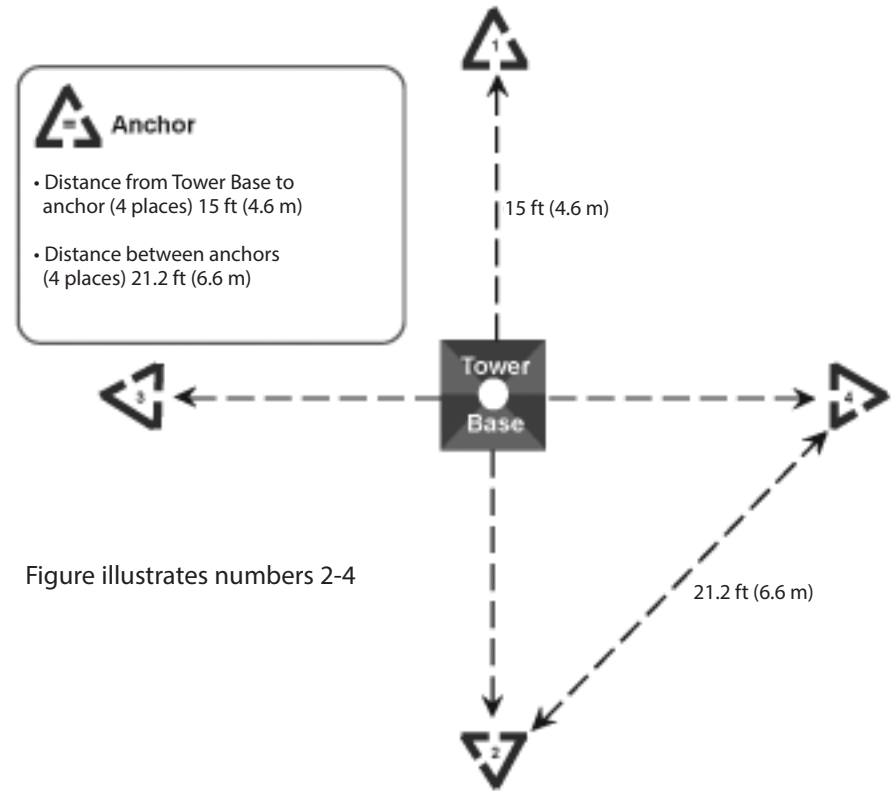 1
= Anchor
• Distance from Tower Base to
anchor (4 places) 15 ft (4.6 m)
• Distance between anchors
(4 places) 21.2 ft (6.6 m)
15 ft (4.6 m)
Tower
Base
3
4
Figure illustrates numbers 2-4
21.2 ft (6.6 m)
2